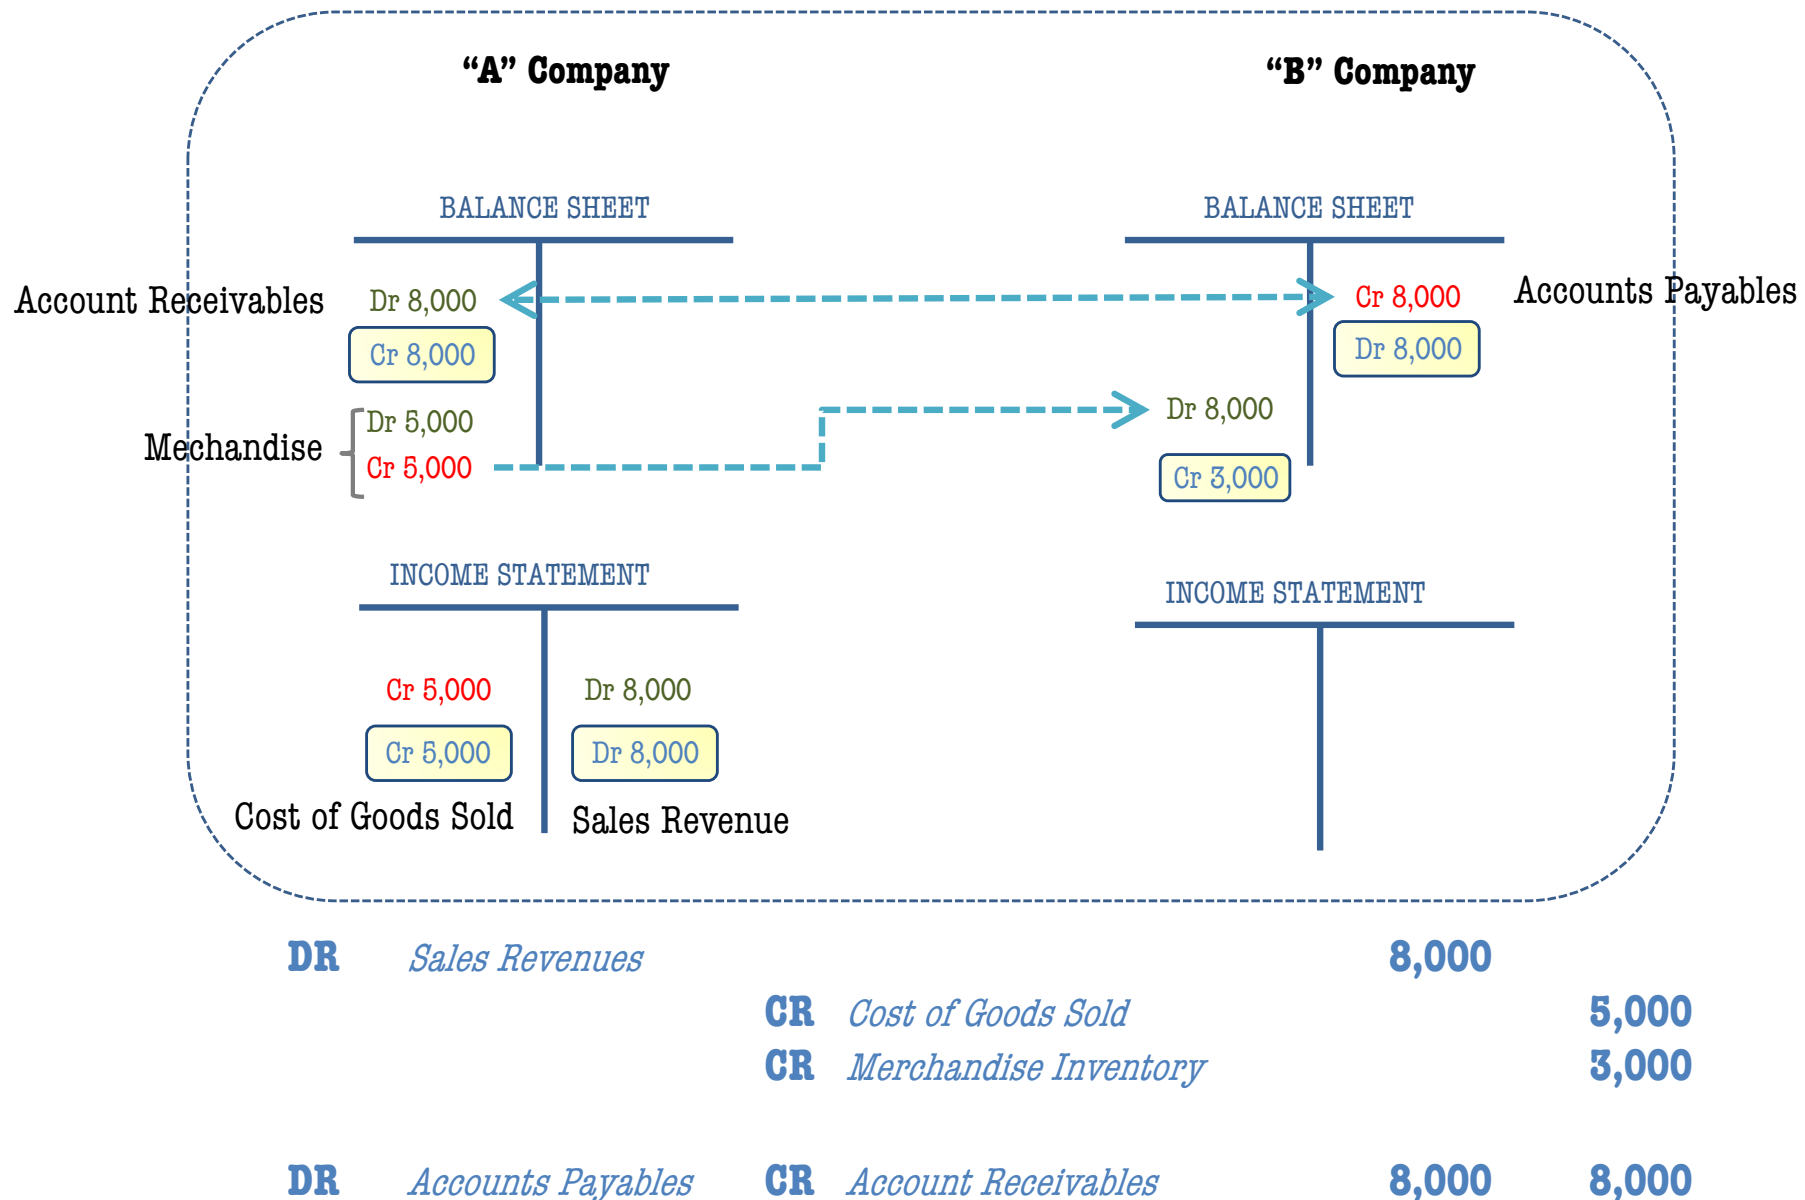 “A” Company “B” Company
BALANCE SHEET BALANCE SHEET
Account Receivables Dr 8,000 Cr 8,000 Accounts Payables
Cr 8,000 Dr 8,000
Dr 5,000 Dr 8,000
Mechandise
Cr 5,000 Cr 3,000
INCOME STATEMENT INCOME STATEMENT
Cr 5,000 Dr 8,000
Cr 5,000 Dr 8,000
Cost of Goods Sold Sales Revenue
DR Sales Revenues 8,000
CR Cost of Goods Sold 5,000
CR Merchandise Inventory 3,000
DR Accounts Payables CR Account Receivables 8,000 8,000